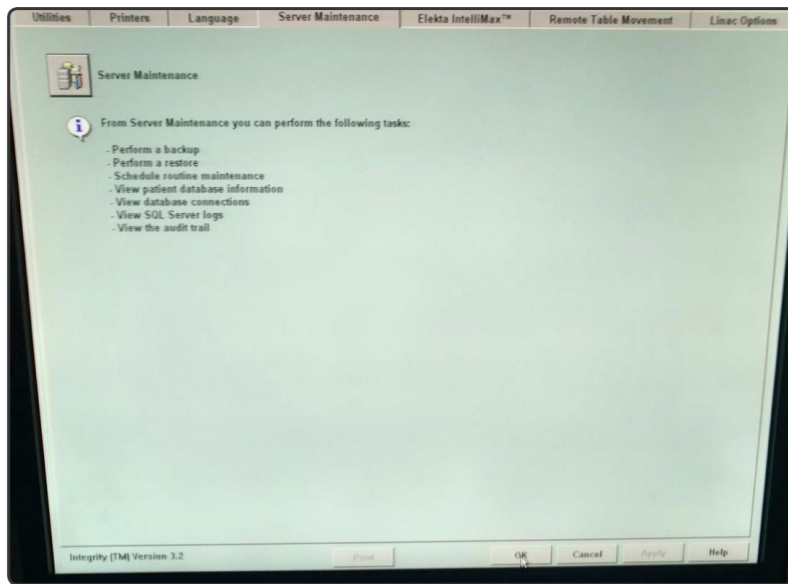 Utilities Printers Language Server Maintenance Elekta IntelliMax™ Remote Table Movement Linac Options
Server Maintenance
From Server Maintenance you can perform the following tasks:
- Perform a backup
- Perform a restore
- Schedule routine maintenance
- View patient database information
- View database connections
- View SQL Server logs
- View the audit trail
Integrity (TM) Version 3.2 Print OK Cancel Apply Help